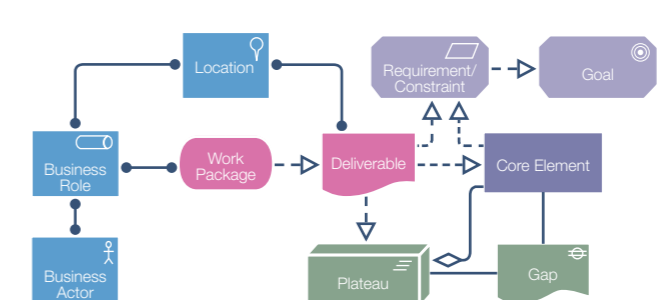 Location
Requirement/
Constraint
Goal
Business
Role
Work
Package
Deliverable
Core Element
Business
Actor
Plateau
Gap